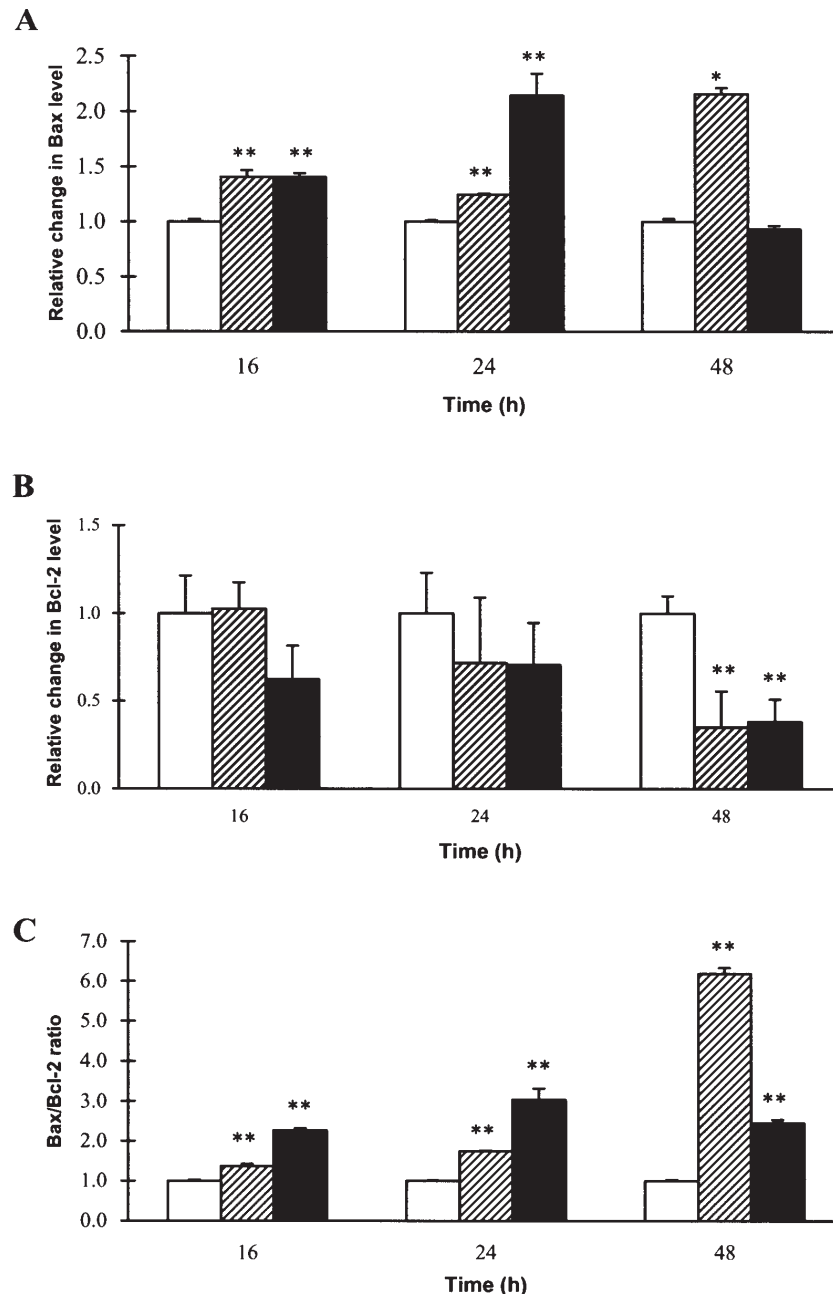 A
Relative change in Bax level
2.5
2.0
1.5
1.0
0.5
0.0
** **
** **
*
16 24 48
Time (h)
B
Relative change in Bcl-2 level
1.5
1.0
0.5
0.0
** **
16 24 48
Time (h)
C
Bax/Bcl-2 ratio
7.0
6.0
5.0
4.0
3.0
2.0
1.0
0.0
** **
** **
** **
16 24 48
Time (h)